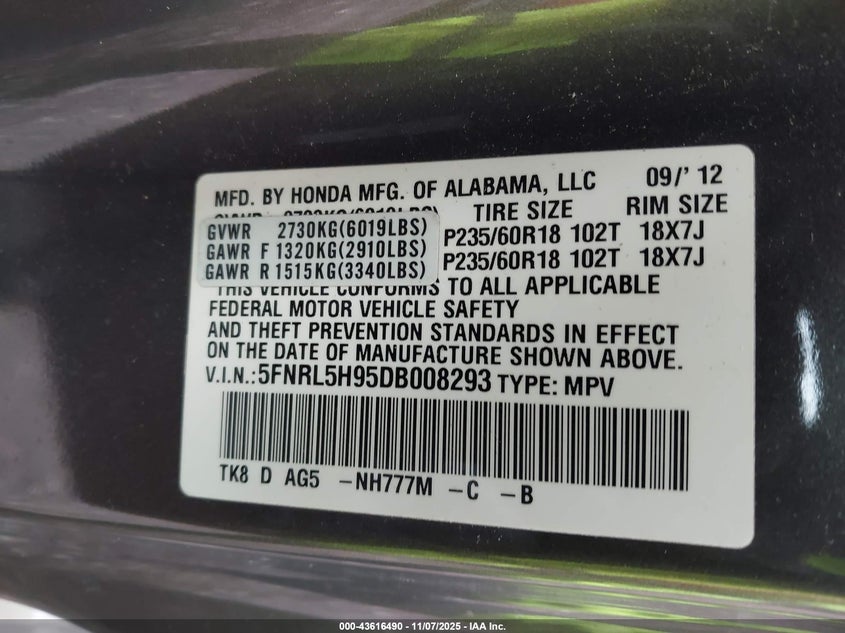 MFD. BY HONDA MFG. OF ALABAMA, LLC 09/' 12
TIRE SIZE RIM SIZE
GVWR 2730KG(6019LBS)
GAWR F 1320KG(2910LBS) P235/60R18 102T 18X7J
GAWR R 1515KG(3340LBS) P235/60R18 102T 18X7J
THIS VEHICLE CONFORMS TO ALL APPLICABLE
FEDERAL MOTOR VEHICLE SAFETY
AND THEFT PREVENTION STANDARDS IN EFFECT
ON THE DATE OF MANUFACTURE SHOWN ABOVE.
V.I.N.:5FNRL5H95DB008293 TYPE: MPV
TK8 D AG5 -NH777M -C -B
000-43616490 - 11/07/2025 - IAA Inc.